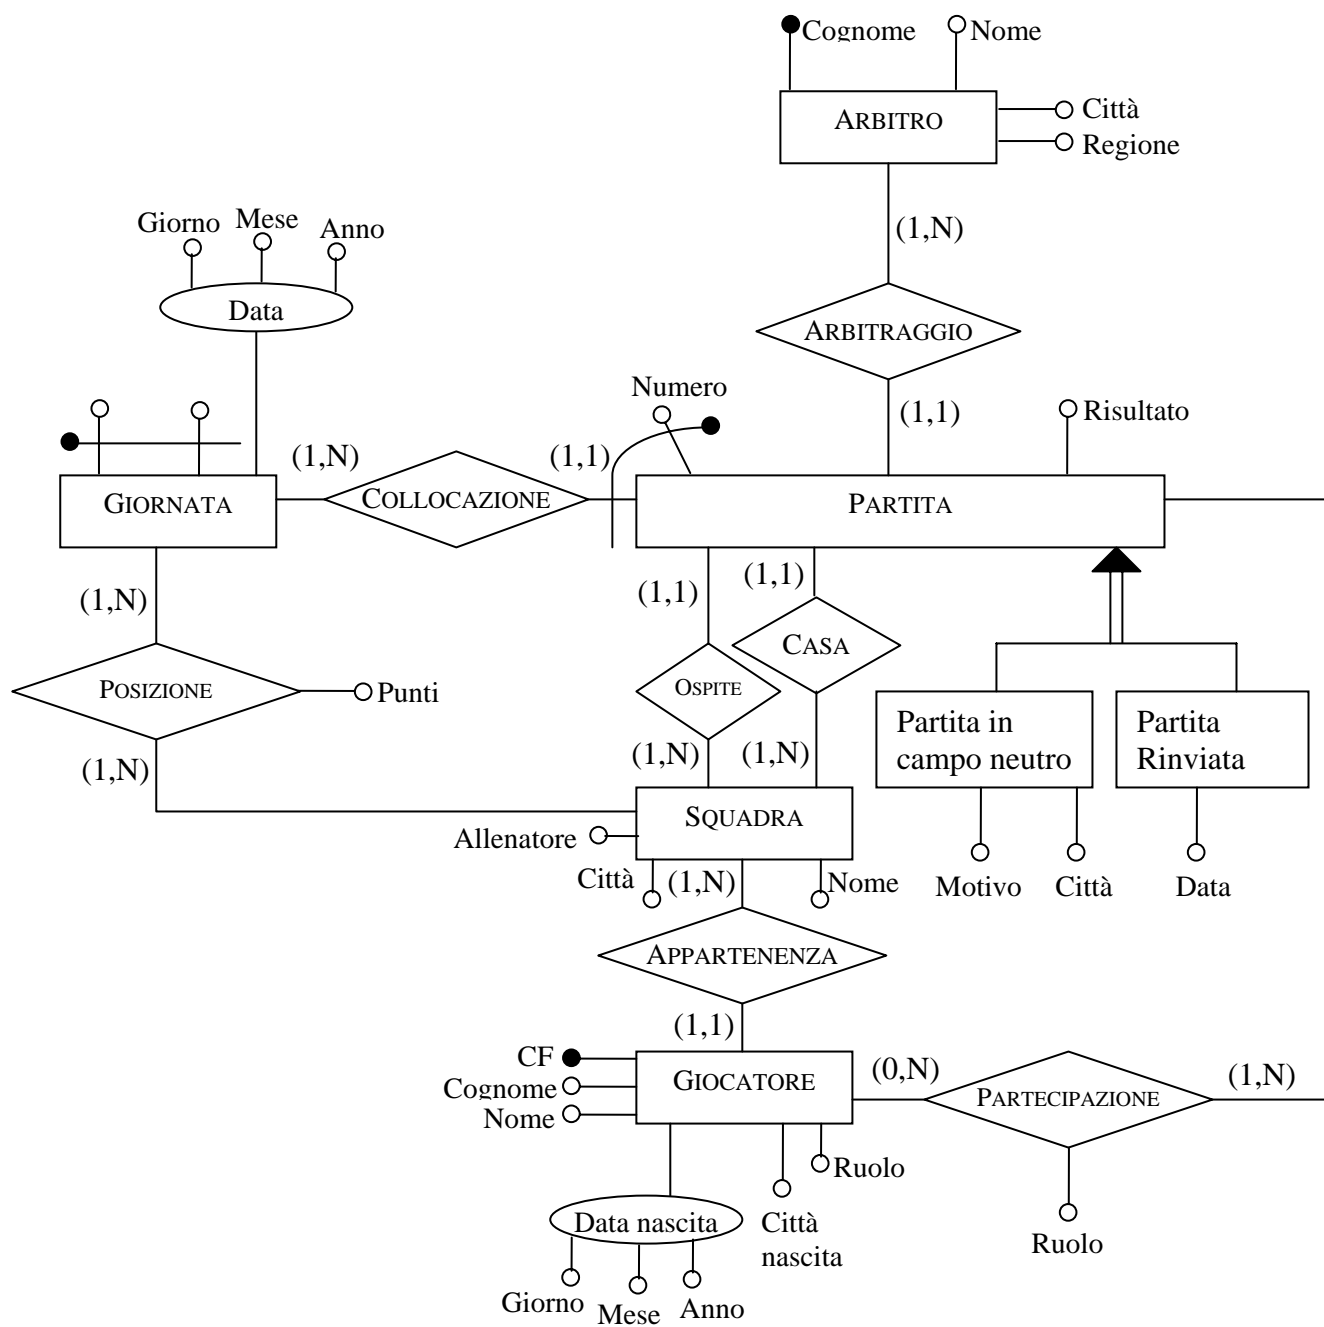 Cognome
Nome
ARBITRO
Città
Regione
(1,N)
Giorno
Mese
Anno
Data
ARBITRAGGIO
Numero
(1,1)
Risultato
(1,N)
(1,1)
GIORNATA
COLLOCAZIONE
PARTITA
(1,N)
(1,1)
(1,1)
CASA
POSIZIONE
Punti
OSPITE
Partita in
campo neutro
Partita
Rinviata
(1,N)
(1,N)
(1,N)
SQUADRA
Allenatore
Città
(1,N)
Nome
Motivo
Città
Data
APPARTENENZA
(1,1)
CF
Cognome
Nome
GIOCATORE
(0,N)
PARTECIPAZIONE
(1,N)
Ruolo
Data nascita
Città
nascita
Ruolo
Giorno
Mese
Anno